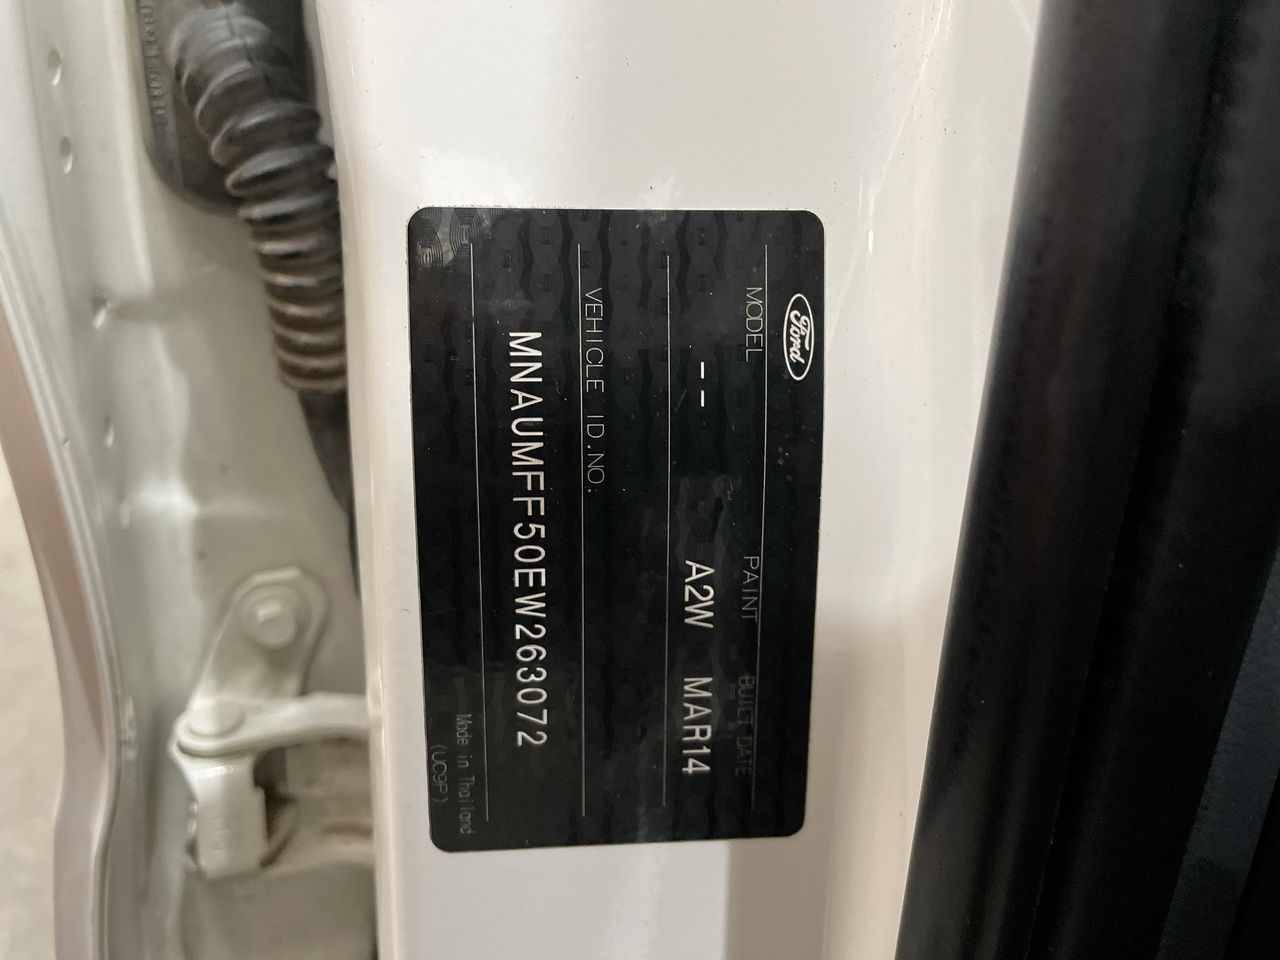 Ford
MODEL PAINT BUILT DATE
-- A2W MAR14
VEHICLE ID.NO.
MNAUMFF50EW263072
Made in Thailand
(UC9P)